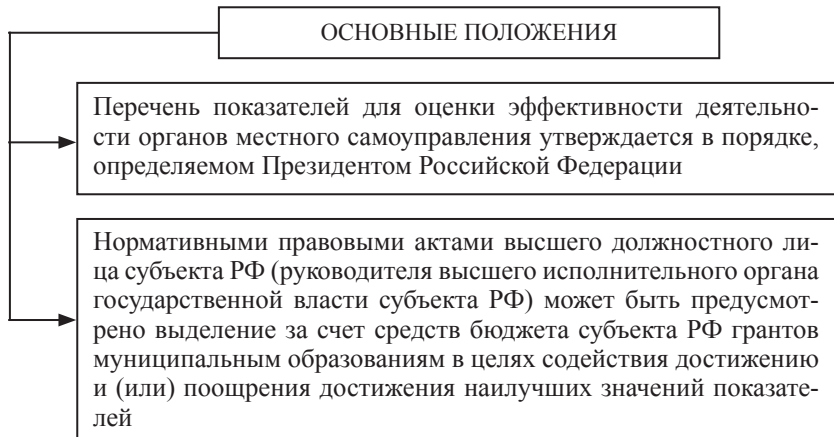 ОСНОВНЫЕ ПОЛОЖЕНИЯ
Перечень показателей для оценки эффективности деятельно-
сти органов местного самоуправления утверждается в порядке,
определяемом Президентом Российской Федерации
Нормативными правовыми актами высшего должностного ли-
ца субъекта РФ (руководителя высшего исполнительного органа
государственной власти субъекта РФ) может быть предусмот-
рено выделение за счет средств бюджета субъекта РФ грантов
муниципальным образованиям в целях содействия достижению
и (или) поощрения достижения наилучших значений показате-
лей